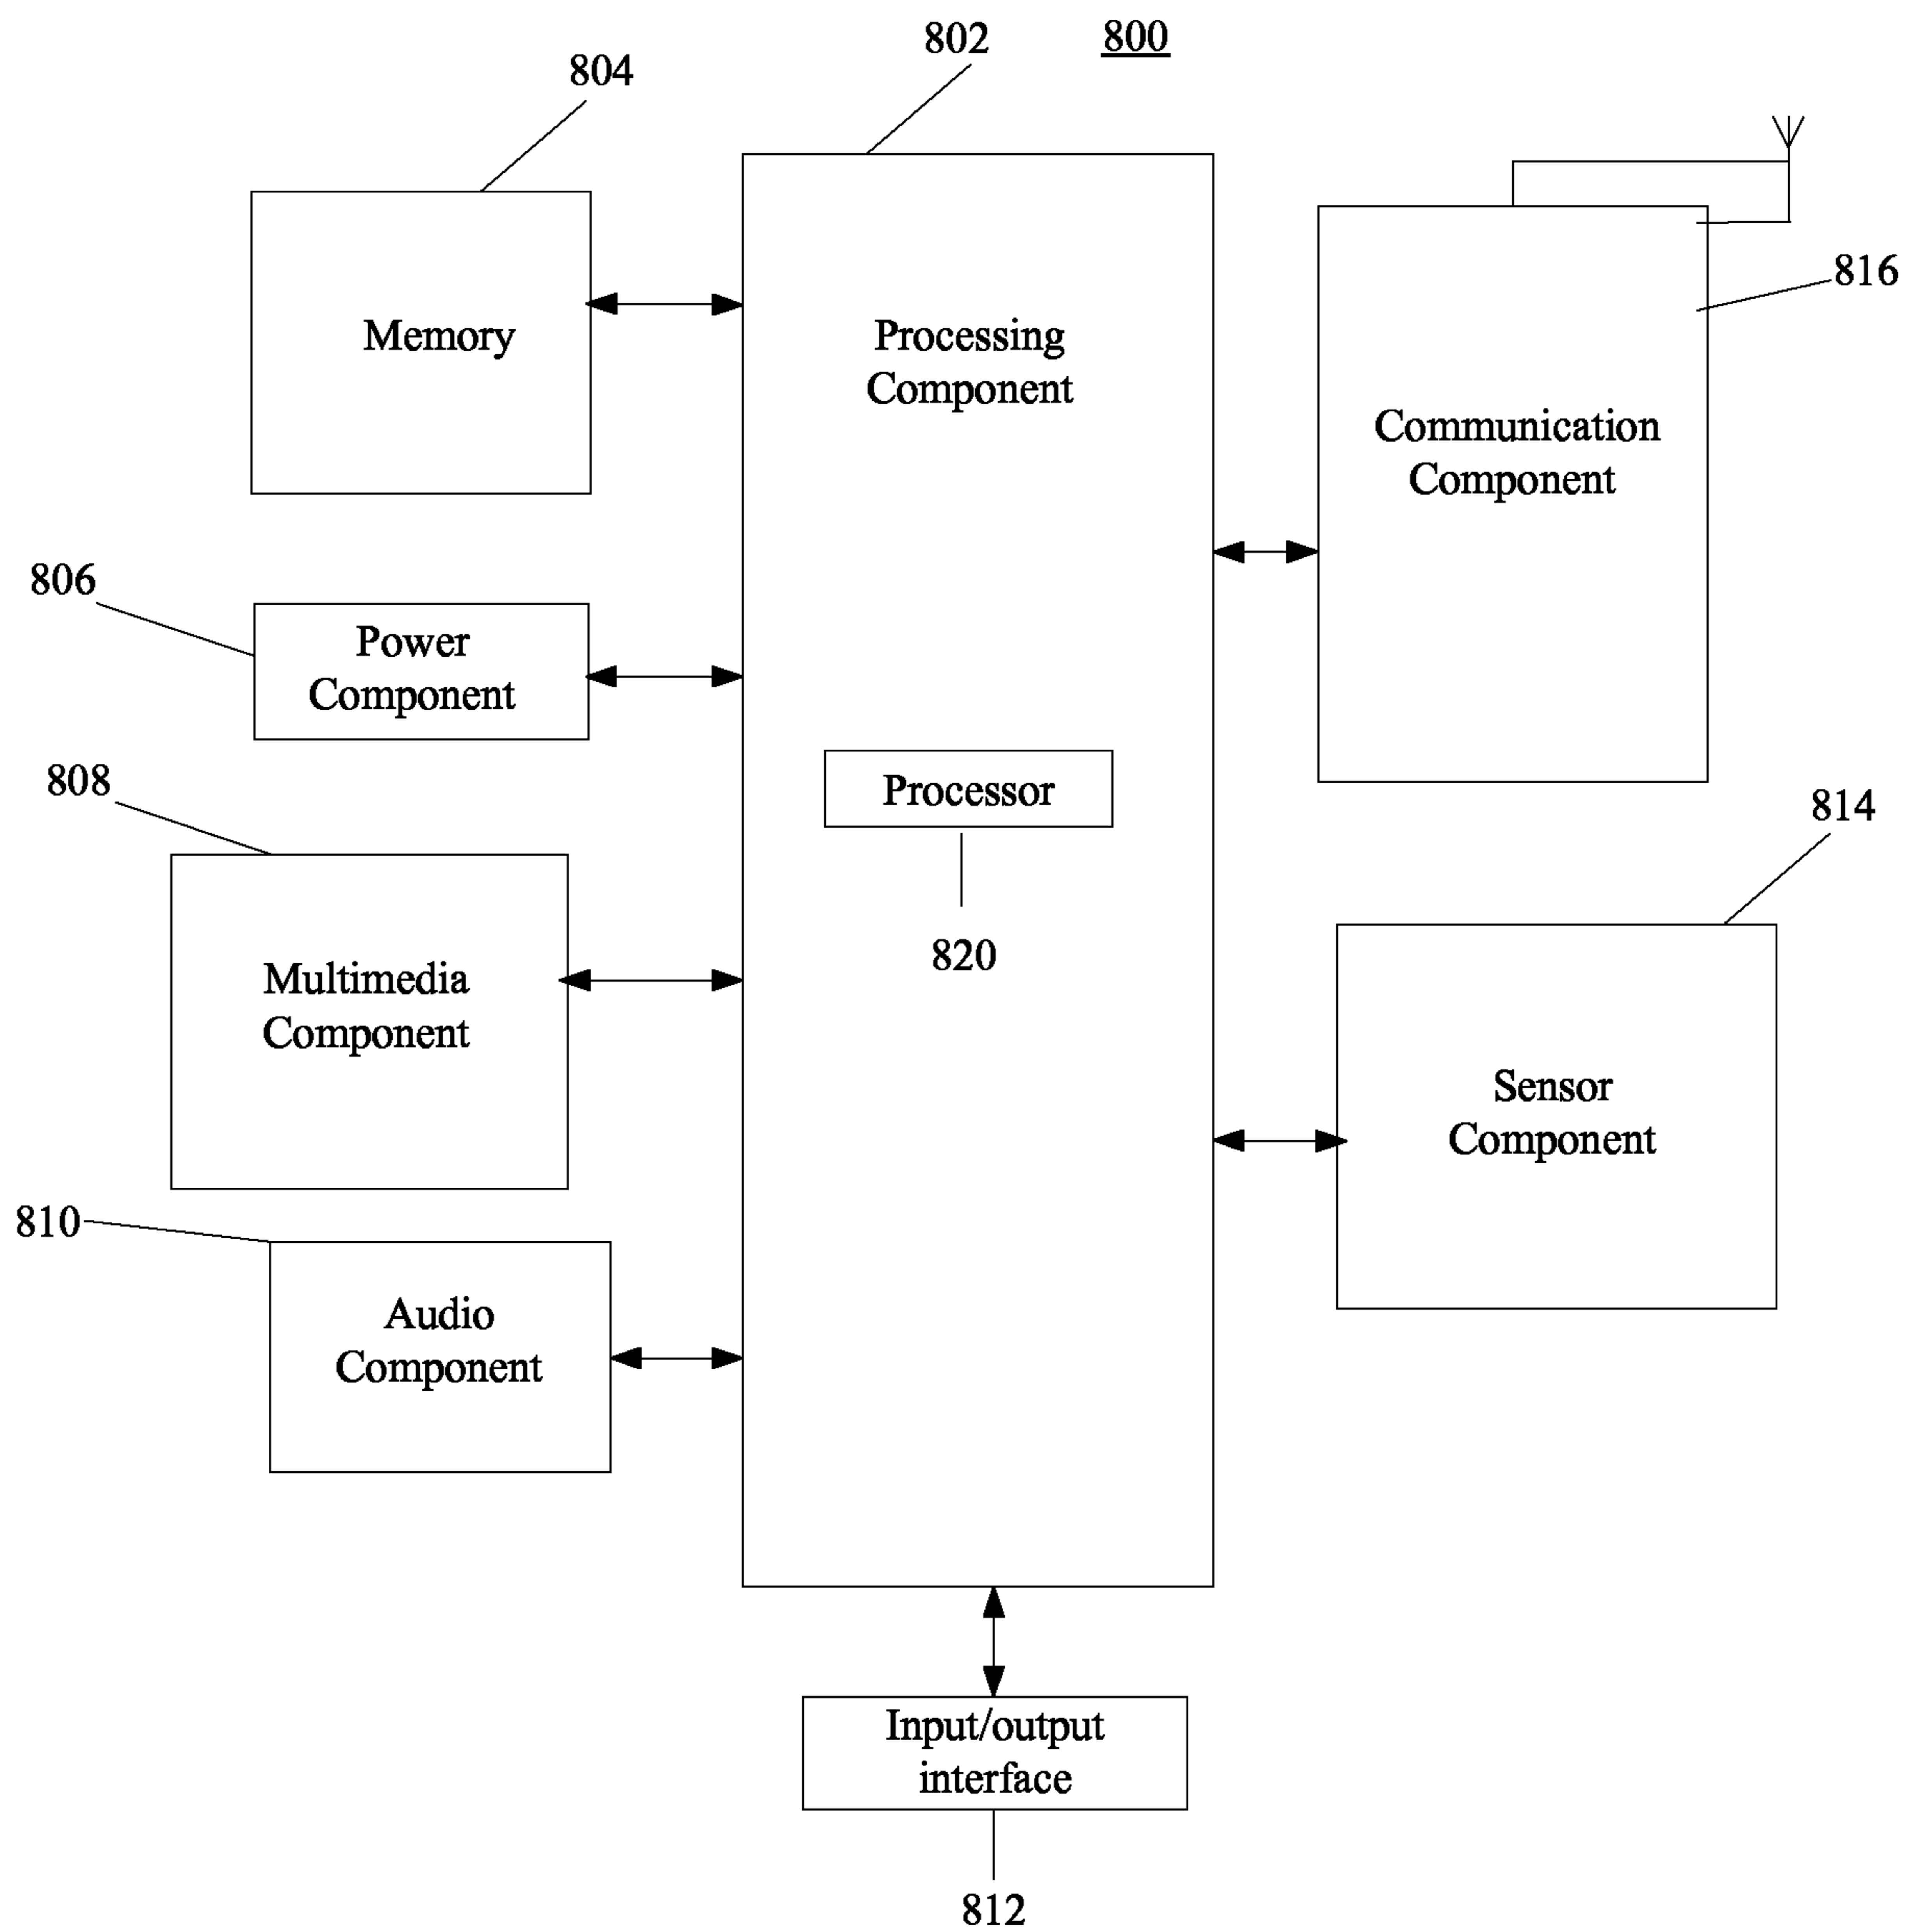 802
800
804
Memory
Processing
Component
816
Communication
Component
806
Power
Component
808
Processor
814
820
Multimedia
Component
Sensor
Component
810
Audio
Component
Input/output
interface
812